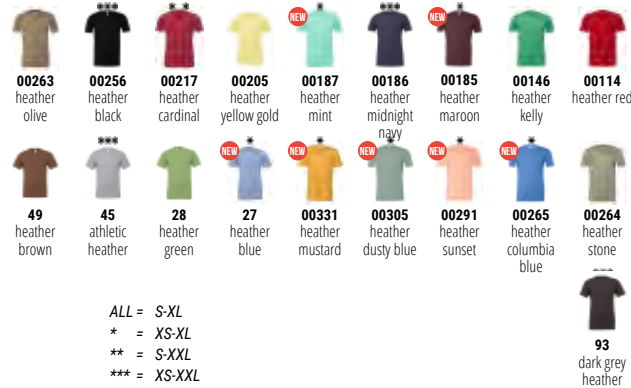 *** ** *** *
NEW NEW
00263 00256 00217 00205 00187 00186 00185 00146 00114
heather heather heather heather heather heather heather heather heather red
olive black cardinal yellow gold mint midnight maroon kelly
navy
*** * * * * *
NEW NEW NEW NEW NEW
49 45 28 27 00331 00305 00291 00265 00264
heather athletic heather heather heather heather heather heather heather
brown heather green blue mustard dusty blue sunset columbia stone
blue
***
93
dark grey
heather
ALL = S-XL
* = XS-XL
** = S-XXL
*** = XS-XXL